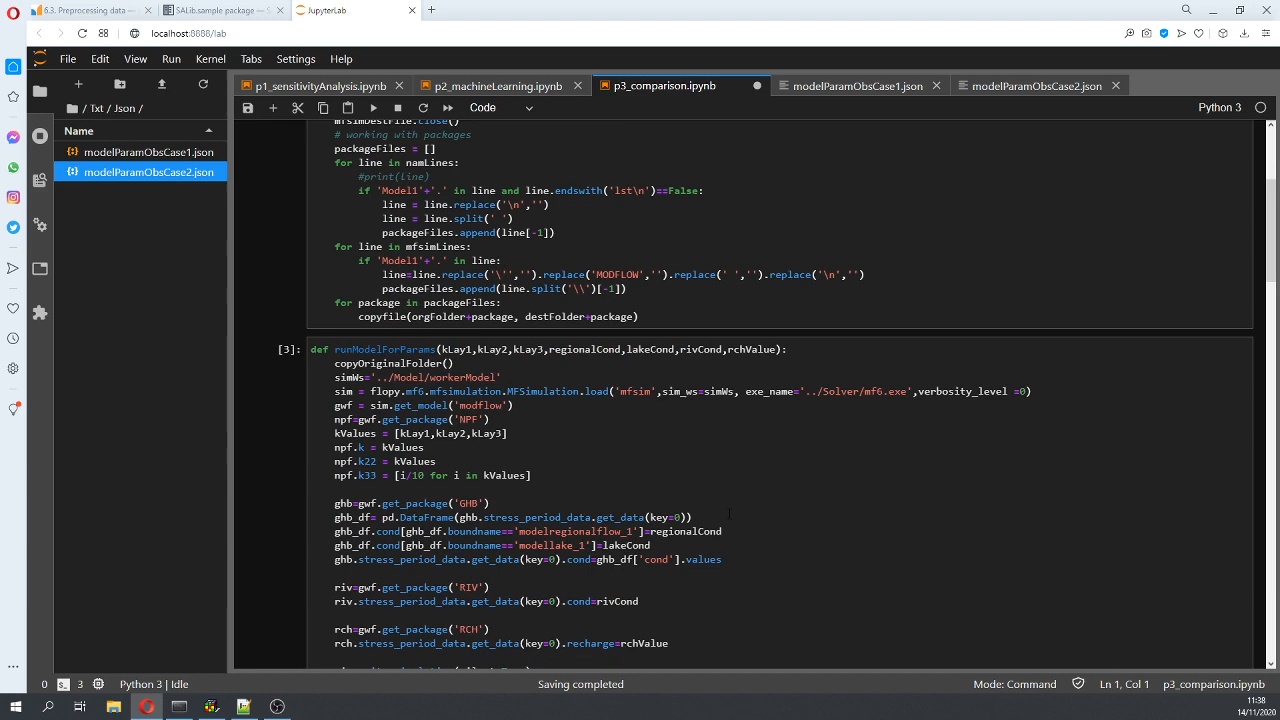 6.3. Preprocessing data —
SALib.sample package — S
JupyterLab
localhost:8888/lab
File Edit View Run Kernel Tabs Settings Help
p1_sensitivityAnalysis.ipynb
p2_machineLearning.ipynb
p3_comparison.ipynb
modelParamObsCase1.json
modelParamObsCase2.json
Code
Python 3
/ Txt / Json /
Name
modelParamObsCase1.json
modelParamObsCase2.json
mfsimDestFile.close()
# working with packages
packageFiles = []
for line in namLines:
#print(line)
if 'Model1'+'.' in line and line.endswith('lst\n')==False:
line = line.replace('\n','')
line = line.split(' ')
packageFiles.append(line[-1])
for line in mfsimLines:
if 'Model1'+'.' in line:
line=line.replace('\'','').replace('MODFLOW','').replace(' ','').replace('\n','')
packageFiles.append(line.split('\\')[-1])
for package in packageFiles:
copyfile(orgFolder+package, destFolder+package)
[3]: def runModelForParams(kLay1,kLay2,kLay3,regionalCond,lakeCond,rivCond,rchValue):
copyOriginalFolder()
simWs='../Model/workerModel'
sim = flopy.mf6.mfsimulation.MFSimulation.load('mfsim',sim_ws=simWs, exe_name='../Solver/mf6.exe',verbosity_level =0)
gwf = sim.get_model('modflow')
npf=gwf.get_package('NPF')
kValues = [kLay1,kLay2,kLay3]
npf.k = kValues
npf.k22 = kValues
npf.k33 = [i/10 for i in kValues]
ghb=gwf.get_package('GHB')
ghb_df= pd.DataFrame(ghb.stress_period_data.get_data(key=0))
ghb_df.cond[ghb_df.boundname=='modelregionalflow_1']=regionalCond
ghb_df.cond[ghb_df.boundname=='modellake_1']=lakeCond
ghb.stress_period_data.get_data(key=0).cond=ghb_df['cond'].values
riv=gwf.get_package('RIV')
riv.stress_period_data.get_data(key=0).cond=rivCond
rch=gwf.get_package('RCH')
rch.stress_period_data.get_data(key=0).recharge=rchValue
0 3 Python 3 | Idle
Saving completed
Mode: Command
Ln 1, Col 1
p3_comparison.ipynb
11:38
14/11/2020